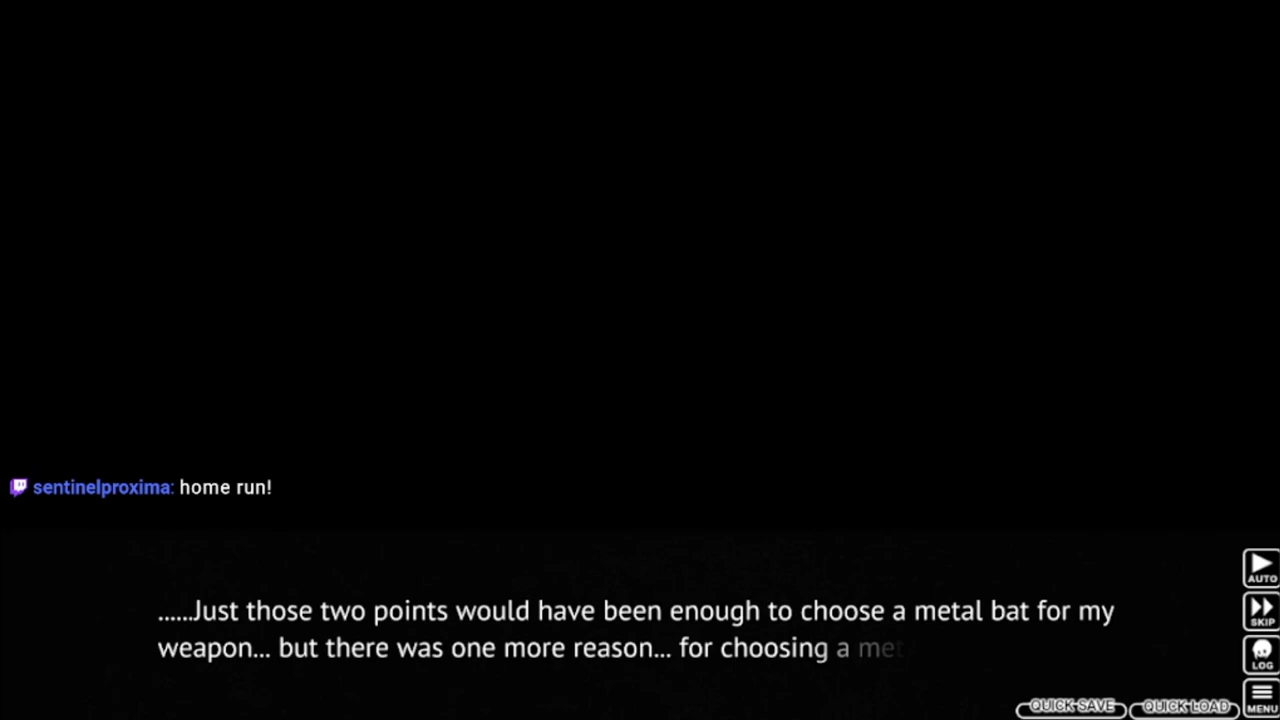 sentinelproxima: home run!
......Just those two points would have been enough to choose a metal bat for my
weapon... but there was one more reason... for choosing a met
AUTO
SKIP
LOG
MENU
QUICK SAVE
QUICK LOAD